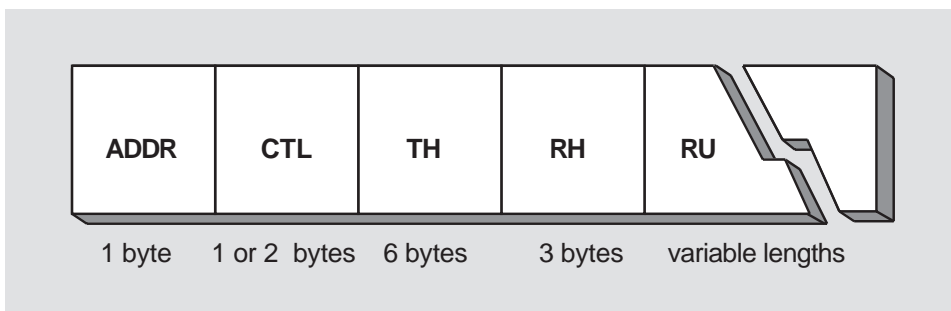 ADDR CTL TH RH RU
1 byte 1 or 2 bytes 6 bytes 3 bytes variable lengths